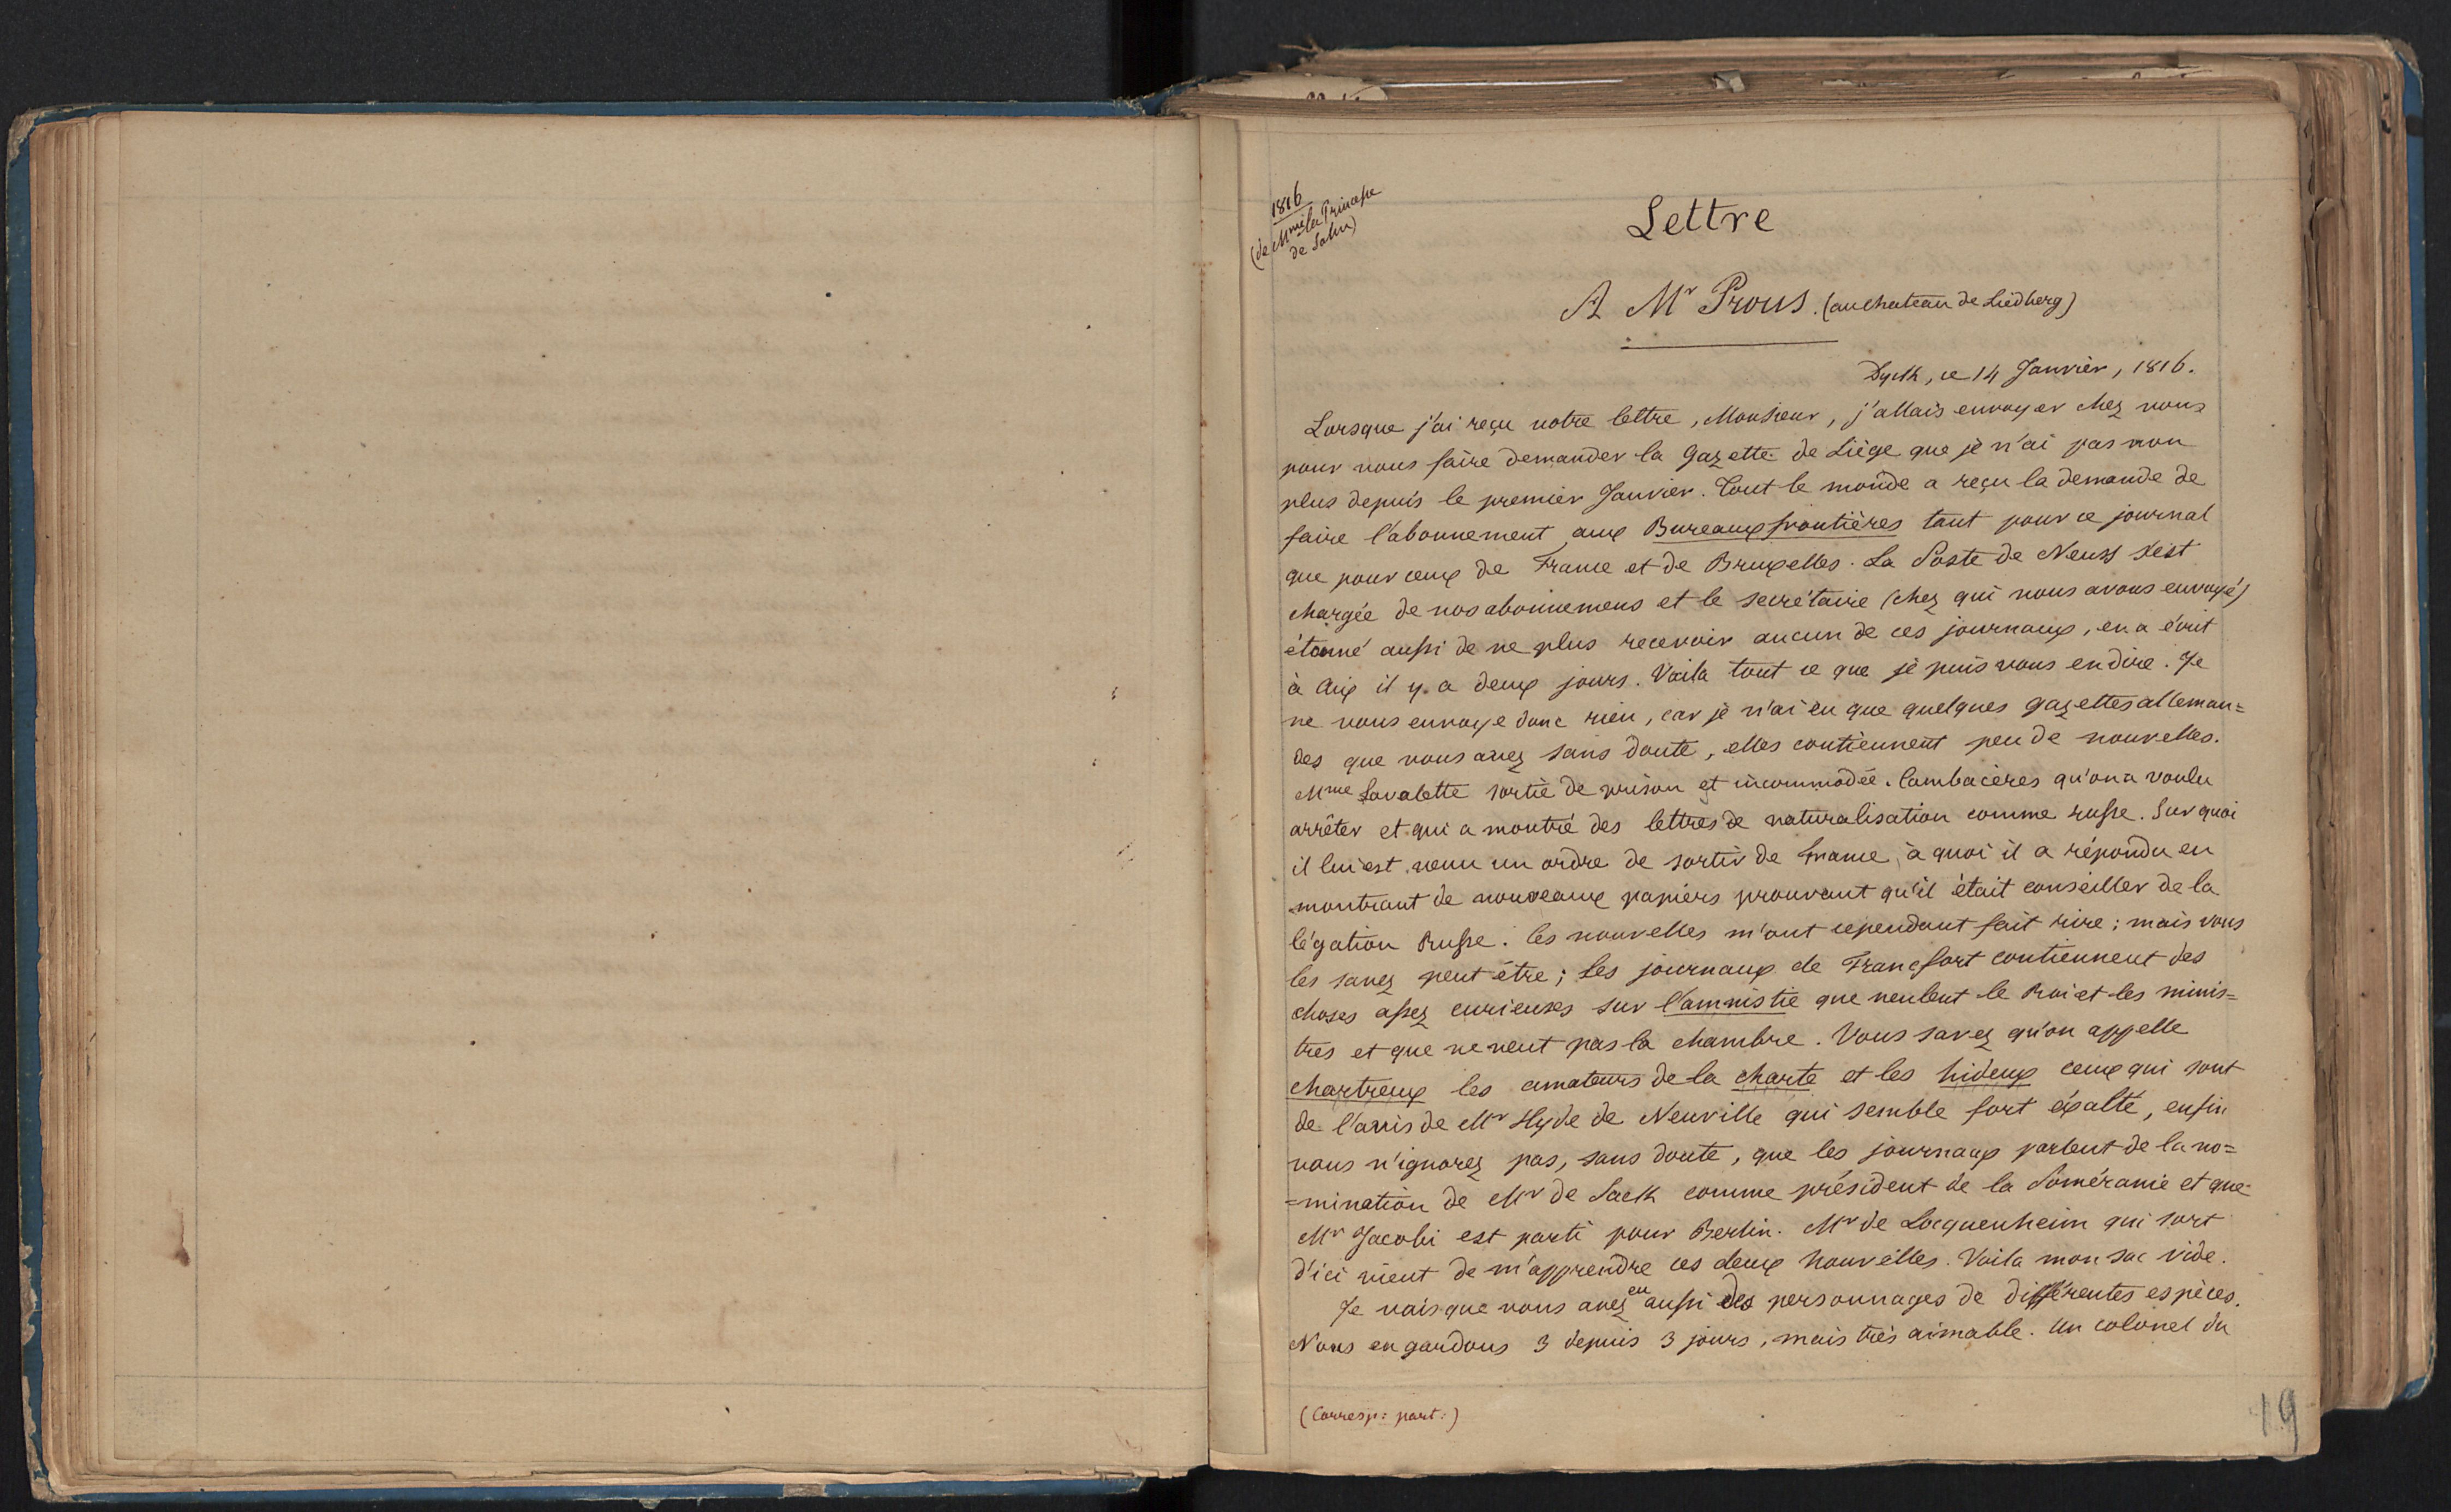 1816
(de Mme la Princesse
de Salm)
Lettre
A Mr Prous. (au chateau de Liedberg)
Dyck, ce 14 Janvier, 1816.
Lorsque j'ai reçu votre lettre, Monsieur, j'allais envoyer chez vous
pour vous faire demander la Gazette de Liège que je n'ai pas non
plus depuis le premier Janvier. Tout le monde a reçu la demande de
faire l'abonnement aux Bureaux frontières tant pour ce journal
que pour ceux de France et de Bruxelles. La Poste de Neuss s'est
chargée de nos abonnemens et le secrétaire (chez qui nous avons envoyé)
étonné aussi de ne plus recevoir aucun de ces journaux, en a écrit
à Aix il y a deux jours. Voila tout ce que je puis vous en dire. Je
ne vous envoye donc rien, car je n'ai eu que quelques gazettes alleman=
des que vous avez sans doute, elles contiennent peu de nouvelles.
Mme Lavalette sortie de prison et incommodée. Cambacères qu'on a voulu
arrêter et qui a montré des lettres de naturalisation comme russe. Sur quoi
il lui est venu un ordre de sortir de France, à quoi il a répondu en
montrant de nouveaux papiers prouvant qu'il était conseiller de la
légation Russe. Ces nouvelles m'ont cependant fait rire; mais vous
les savez peut être; Les journaux de Francfort contiennent des
choses assez curieuses sur l'amnistie que veulent le Roi et les minis=
tres et que ne veut pas la chambre. Vous savez qu'on appelle
chartreux les amateurs de la charte et les hideux ceux qui sont
de l'avis de Mr Hyde de Neuville qui semble fort éxalté, enfin
vous n'ignorez pas, sans doute, que les journaux parlent de la no=
=mination de Mr de Sack comme président de la Poméranie et que
Mr Jacobi est parti pour Berlin. Mr de Locquenheim qui sort
d'ici vient de m'apprendre ces deux nouvelles. Voila mon sac vide.
Je vois que vous avez eu aussi des personnages de différentes espèces.
Nous en gardons 3 depuis 3 jours, mais très aimable. Un colonel du
(Corresp: part:)
19